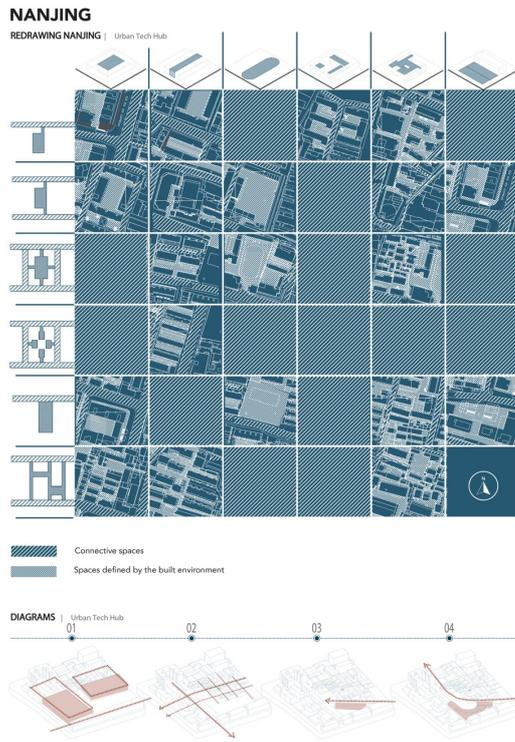 NANJING
REDRAWING NANJING | Urban Tech Hub
N
Connective spaces
Spaces defined by the built environment
DIAGRAMS | Urban Tech Hub
01 02 03 04